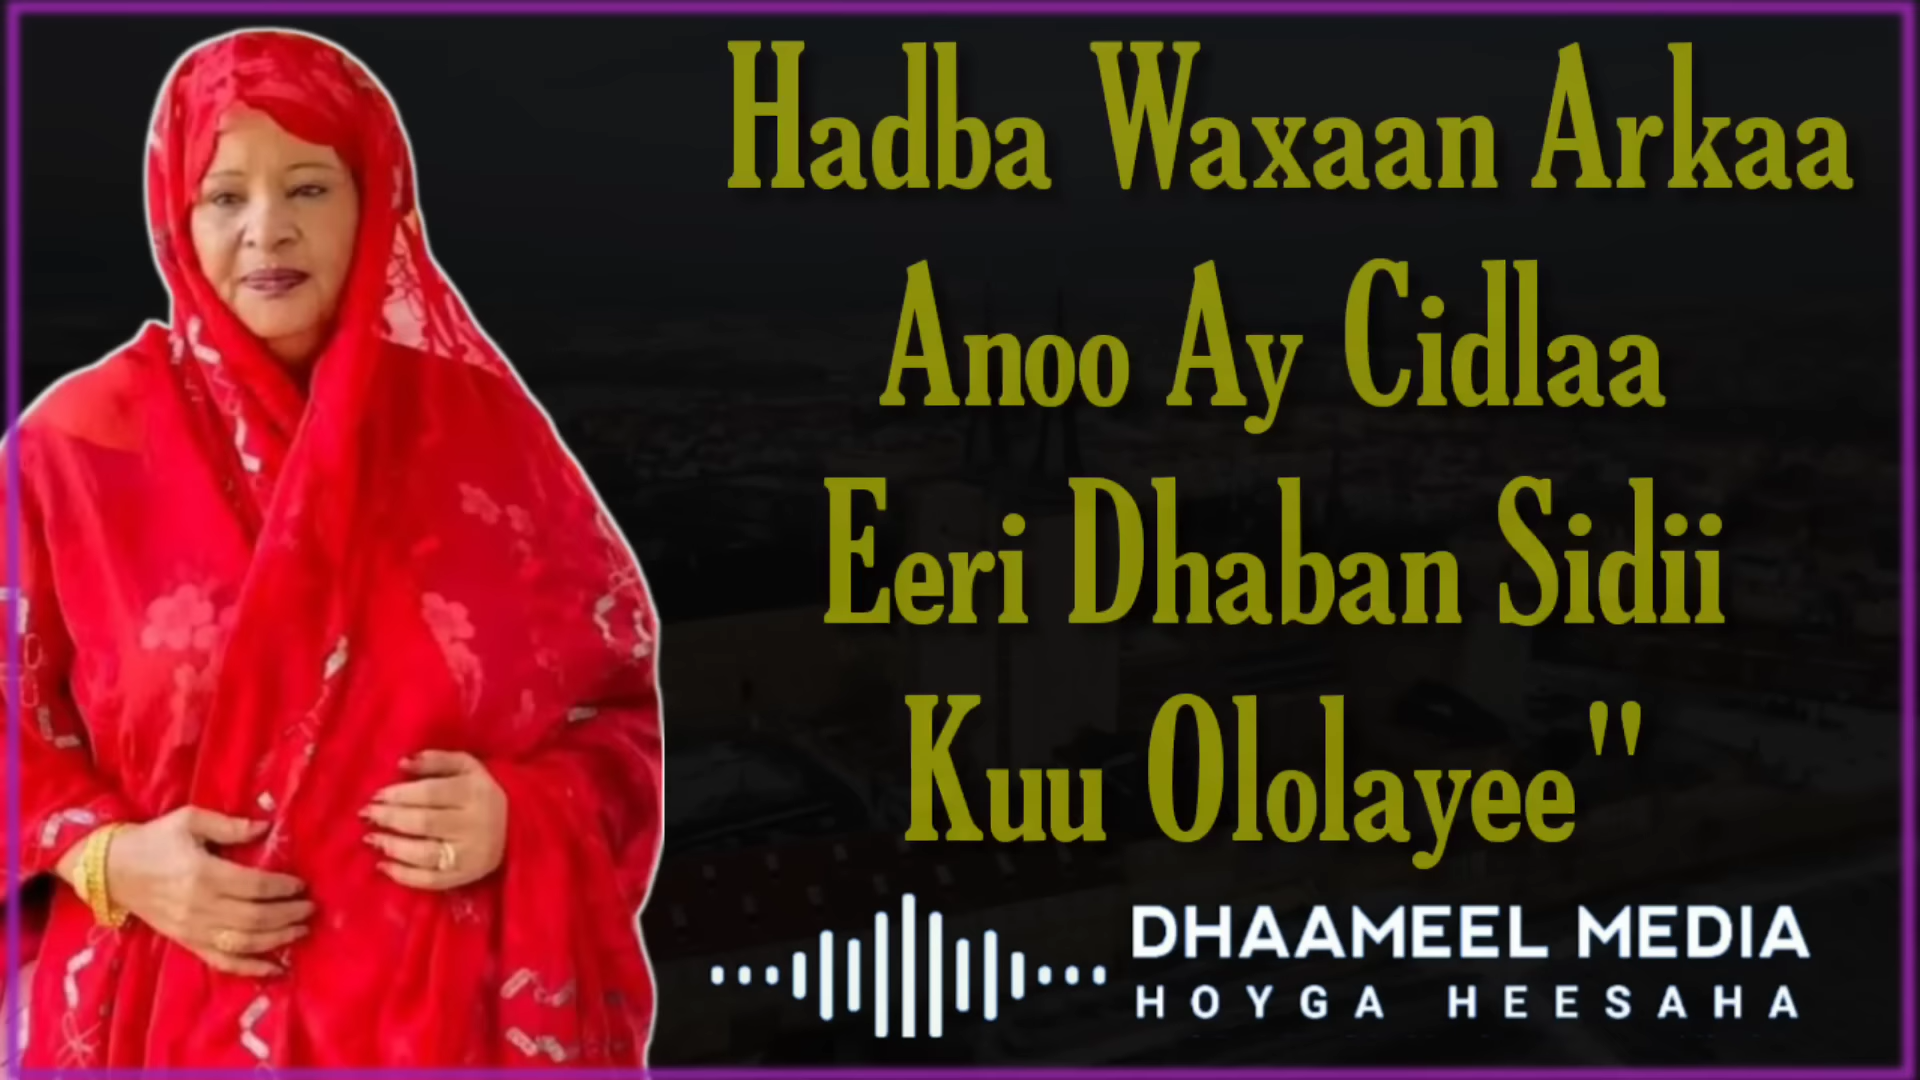 Hadba Waxaan Arkaa
Anoo Ay Cidlaa
Eeri Dhaban Sidii
Kuu Ololayee"
DHAAMEEL MEDIA
HOYGA HEESAHA